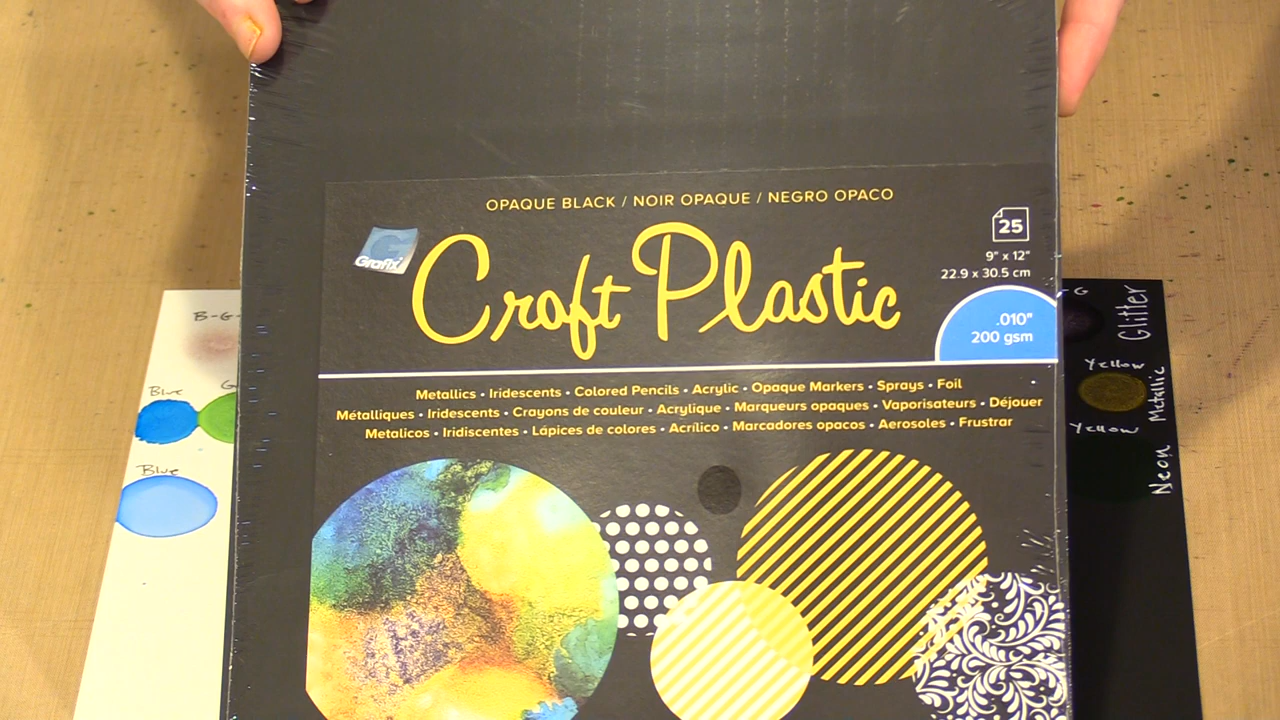 OPAQUE BLACK / NOIR OPAQUE / NEGRO OPACO
Grafix
Craft Plastic
25
9" x 12"
22.9 x 30.5 cm
.010"
200 gsm
Metallics • Iridescents • Colored Pencils • Acrylic • Opaque Markers • Sprays • Foil
Métalliques • Iridescents • Crayons de couleur • Acrylique • Marqueurs opaques • Vaporisateurs • Déjouer
Metalicos • Iridiscentes • Lápices de colores • Acrílico • Marcadores opacos • Aerosoles • Frustrar
B-G-
Blue
G
Blue
G
Glitter
Yellow
Metallic
Yellow
Neon